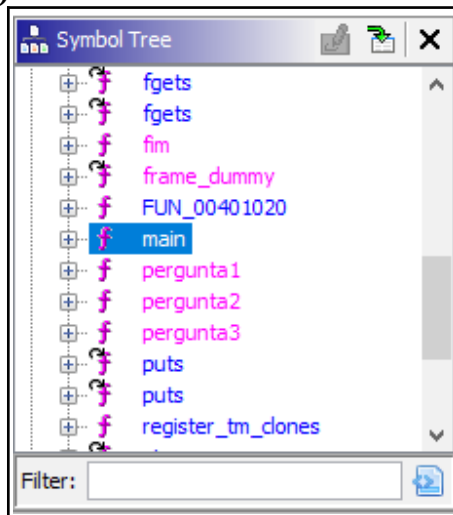 Symbol Tree
fgets
fgets
fim
frame_dummy
FUN_00401020
main
pergunta1
pergunta2
pergunta3
puts
puts
register_tm_clones
Filter: